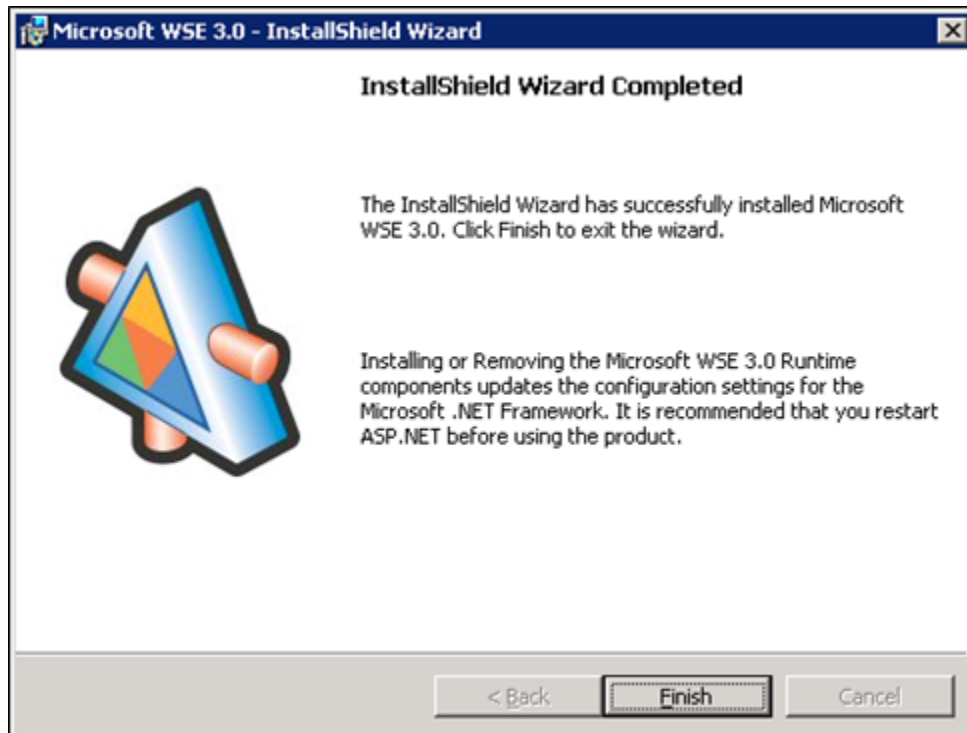 Microsoft WSE 3.0 - InstallShield Wizard
InstallShield Wizard Completed
The InstallShield Wizard has successfully installed Microsoft
WSE 3.0. Click Finish to exit the wizard.
Installing or Removing the Microsoft WSE 3.0 Runtime
components updates the configuration settings for the
Microsoft .NET Framework. It is recommended that you restart
ASP.NET before using the product.
< Back Finish Cancel